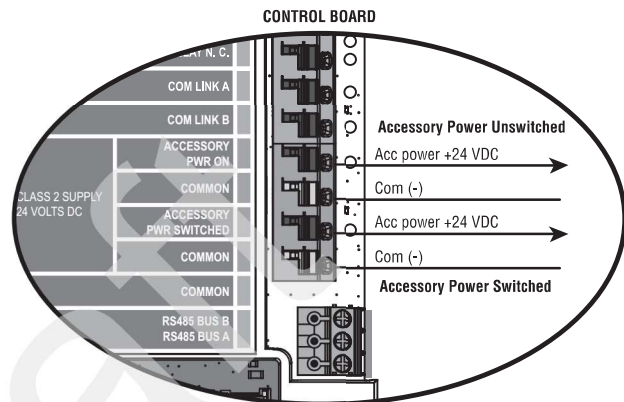 CONTROL BOARD
N. C.
COM LINK A
COM LINK B
ACCESSORY
PWR ON
COMMON
CLASS 2 SUPPLY
24 VOLTS DC
ACCESSORY
PWR SWITCHED
COMMON
COMMON
RS485 BUS B
RS485 BUS A
Accessory Power Unswitched
Acc power +24 VDC
Com (-)
Acc power +24 VDC
Com (-)
Accessory Power Switched